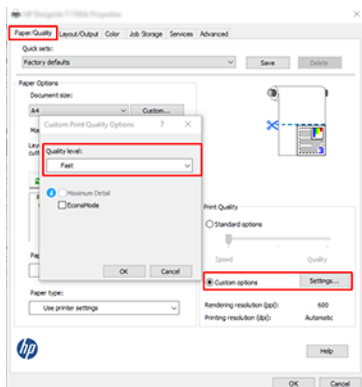 Paper/Quality Layout/Output Color Job Storage Services Advanced
Quick sets:
Factory defaults
Save
Delete
Paper Options
Document size:
A4
Custom...
Custom Print Quality Options ? ×
Quality level:
Fast
Maximum Detail
EconoMode
OK
Cancel
Paper type:
Use printer settings
Print Quality
Standard options
Speed
Quality
Custom options
Settings...
Rendering resolution (ppi): 600
Printing resolution (dpi): Automatic
hp
Help
OK
Cancel